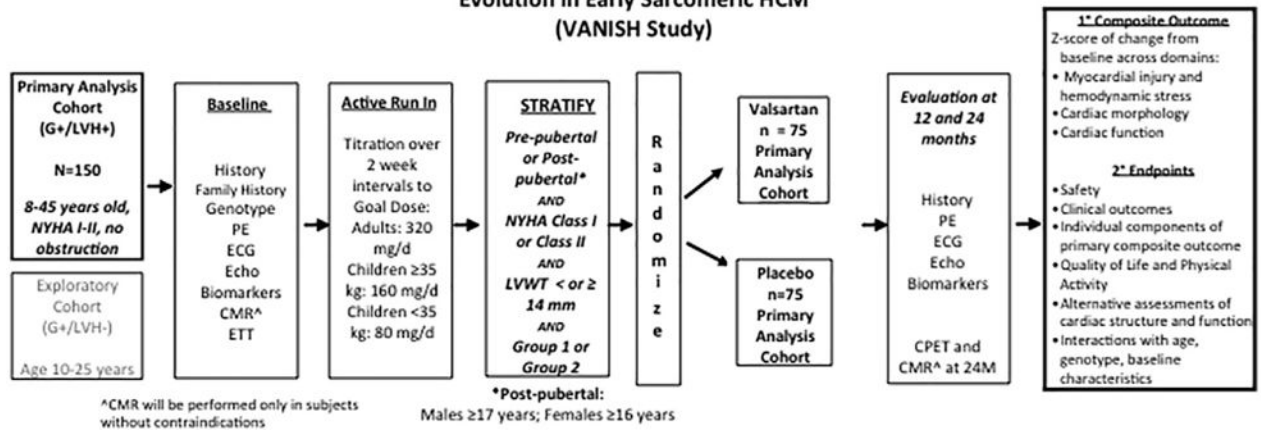 Evolution in Early Sarcomeric HCM
(VANISH Study)
Primary Analysis
Cohort
(G+/LVH+)
N=150
8-45 years old,
NYHA I-II, no
obstruction
Exploratory
Cohort
(G+/LVH-)
Age 10-25 years
Baseline
History
Family History
Genotype
PE
ECG
Echo
Biomarkers
CMR^
ETT
^CMR will be performed only in subjects
without contraindications
Active Run In
Titration over
2 week
intervals to
Goal Dose:
Adults: 320
mg/d
Children ≥35
kg: 160 mg/d
Children <35
kg: 80 mg/d
STRATIFY
Pre-pubertal
or Post-
pubertal*
AND
NYHA Class I
or Class II
AND
LVWT < or ≥
14 mm
AND
Group 1 or
Group 2
*Post-pubertal:
Males ≥17 years; Females ≥16 years
R
a
n
d
o
m
i
z
e
Valsartan
n = 75
Primary
Analysis
Cohort
Placebo
n=75
Primary
Analysis
Cohort
Evaluation at
12 and 24
months
History
PE
ECG
Echo
Biomarkers
CPET and
CMR^ at 24M
1° Composite Outcome
Z-score of change from
baseline across domains:
• Myocardial injury and
hemodynamic stress
• Cardiac morphology
• Cardiac function
2° Endpoints
• Safety
• Clinical outcomes
• Individual components of
primary composite outcome
• Quality of Life and Physical
Activity
• Alternative assessments of
cardiac structure and function
• Interactions with age,
genotype, baseline
characteristics